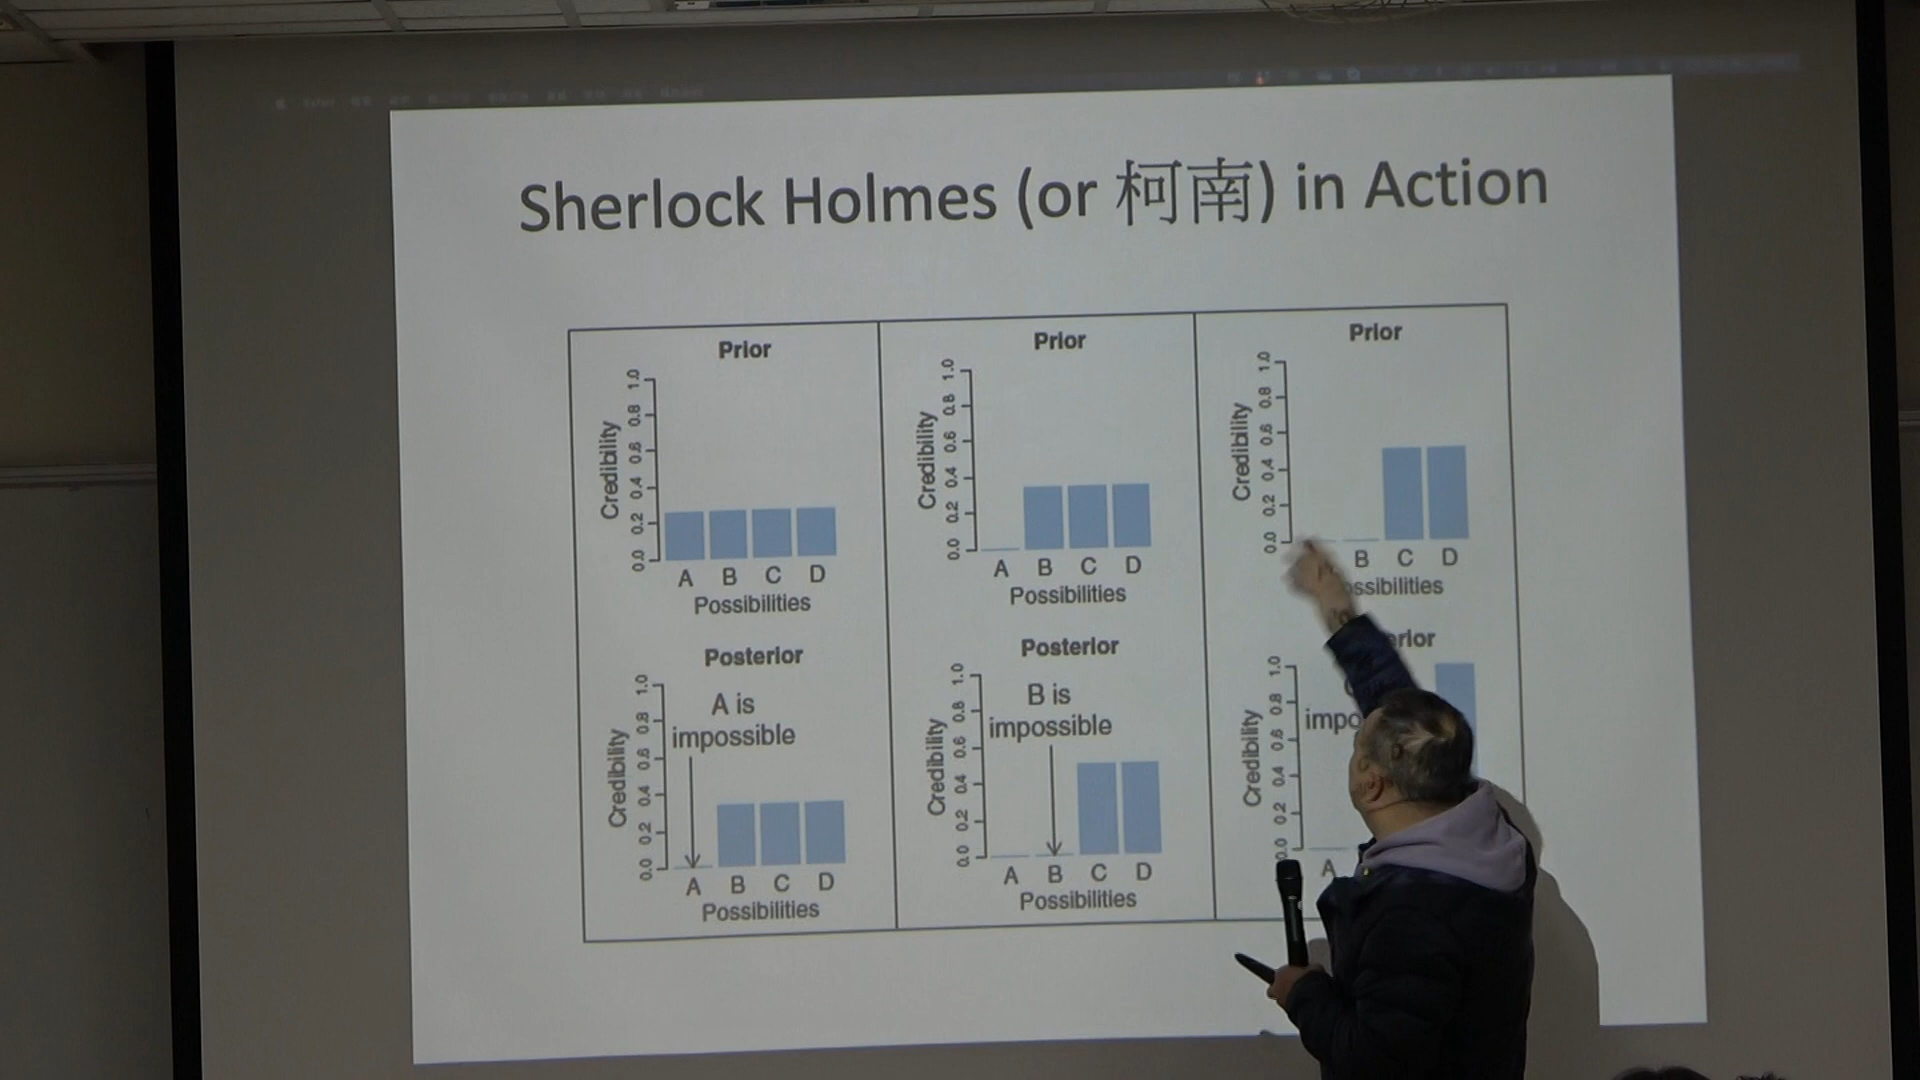 Sherlock Holmes (or 柯南) in Action
Prior
Credibility
0.0 0.2 0.4 0.6 0.8 1.0
A B C D
Possibilities
Posterior
A is
impossible
Credibility
0.0 0.2 0.4 0.6 0.8 1.0
A B C D
Possibilities
Prior
Credibility
0.0 0.2 0.4 0.6 0.8 1.0
A B C D
Possibilities
Posterior
B is
impossible
Credibility
0.0 0.2 0.4 0.6 0.8 1.0
A B C D
Possibilities
Prior
Credibility
0.0 0.2 0.4 0.6 0.8 1.0
B C D
ossibilities
erior
impo
Credibility
0.0 0.2 0.4 0.6 0.8 1.0
A